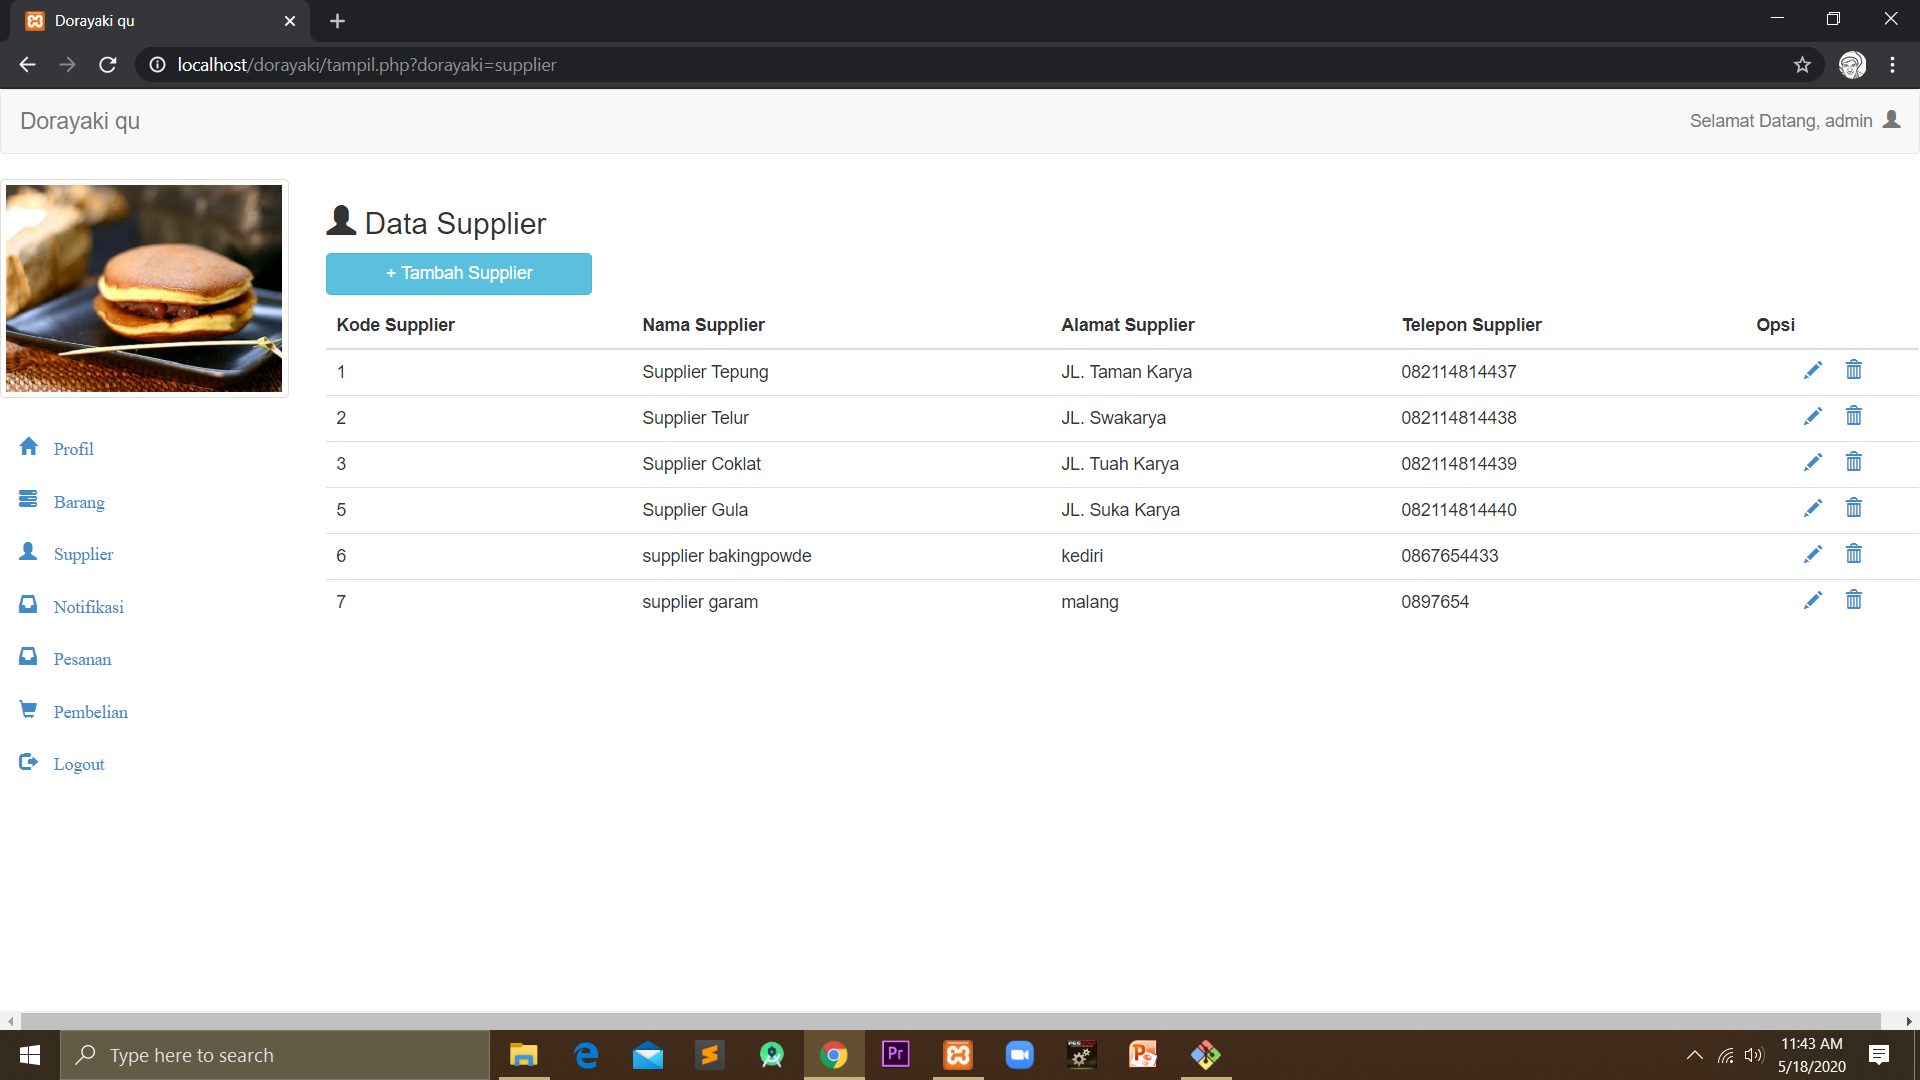 Dorayaki qu
localhost/dorayaki/tampil.php?dorayaki=supplier
Dorayaki qu
Selamat Datang, admin
Data Supplier
+ Tambah Supplier
Kode Supplier Nama Supplier Alamat Supplier Telepon Supplier Opsi
1 Supplier Tepung JL. Taman Karya 082114814437
2 Supplier Telur JL. Swakarya 082114814438
3 Supplier Coklat JL. Tuah Karya 082114814439
5 Supplier Gula JL. Suka Karya 082114814440
6 supplier bakingpowde kediri 0867654433
7 supplier garam malang 0897654
Profil
Barang
Supplier
Notifikasi
Pesanan
Pembelian
Logout
Type here to search
Pr
11:43 AM
5/18/2020